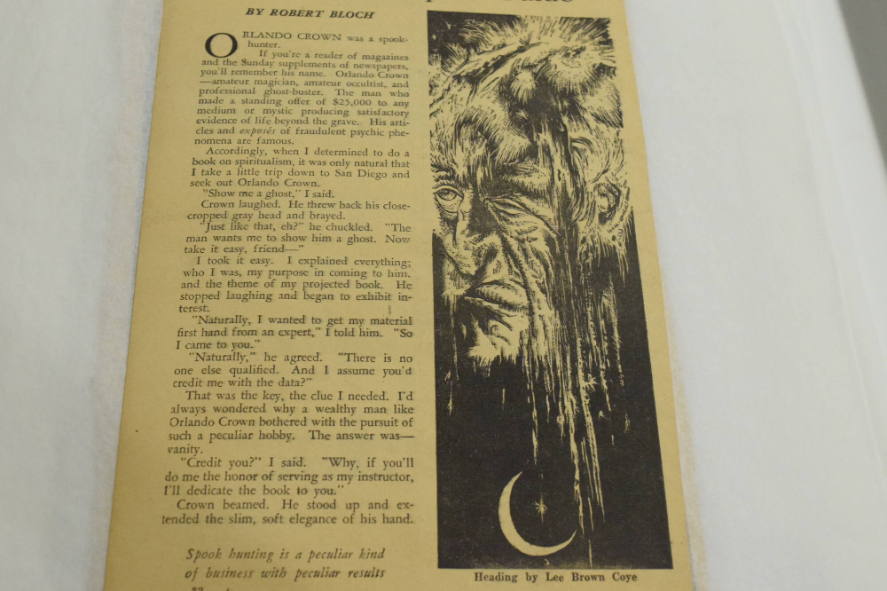 BY ROBERT BLOCH
ORLANDO CROWN was a spook-
hunter.
If you're a reader of magazines
and the Sunday supplements of newspapers,
you'll remember his name. Orlando Crown
—amateur magician, amateur occultist, and
professional ghost-buster. The man who
made a standing offer of $25,000 to any
medium or mystic producing satisfactory
evidence of life beyond the grave. His arti-
cles and exposés of fraudulent psychic phe-
nomena are famous.
Accordingly, when I determined to do a
book on spiritualism, it was only natural that
I take a little trip down to San Diego and
seek out Orlando Crown.
"Show me a ghost," I said.
Crown laughed. He threw back his close-
cropped gray head and brayed.
"Just like that, eh?" he chuckled. "The
man wants me to show him a ghost. Now
take it easy, friend—"
I took it easy. I explained everything;
who I was, my purpose in coming to him,
and the theme of my projected book. He
stopped laughing and began to exhibit in-
terest.
"Naturally, I wanted to get my material
first hand from an expert," I told him. "So
I came to you."
"Naturally," he agreed. "There is no
one else qualified. And I assume you'd
credit me with the data?"
That was the key, the clue I needed. I'd
always wondered why a wealthy man like
Orlando Crown bothered with the pursuit of
such a peculiar hobby. The answer was—
vanity.
"Credit you?" I said. "Why, if you'll
do me the honor of serving as my instructor,
I'll dedicate the book to you."
Crown beamed. He stood up and ex-
tended the slim, soft elegance of his hand.
Spook hunting is a peculiar kind
of business with peculiar results
Heading by Lee Brown Coye